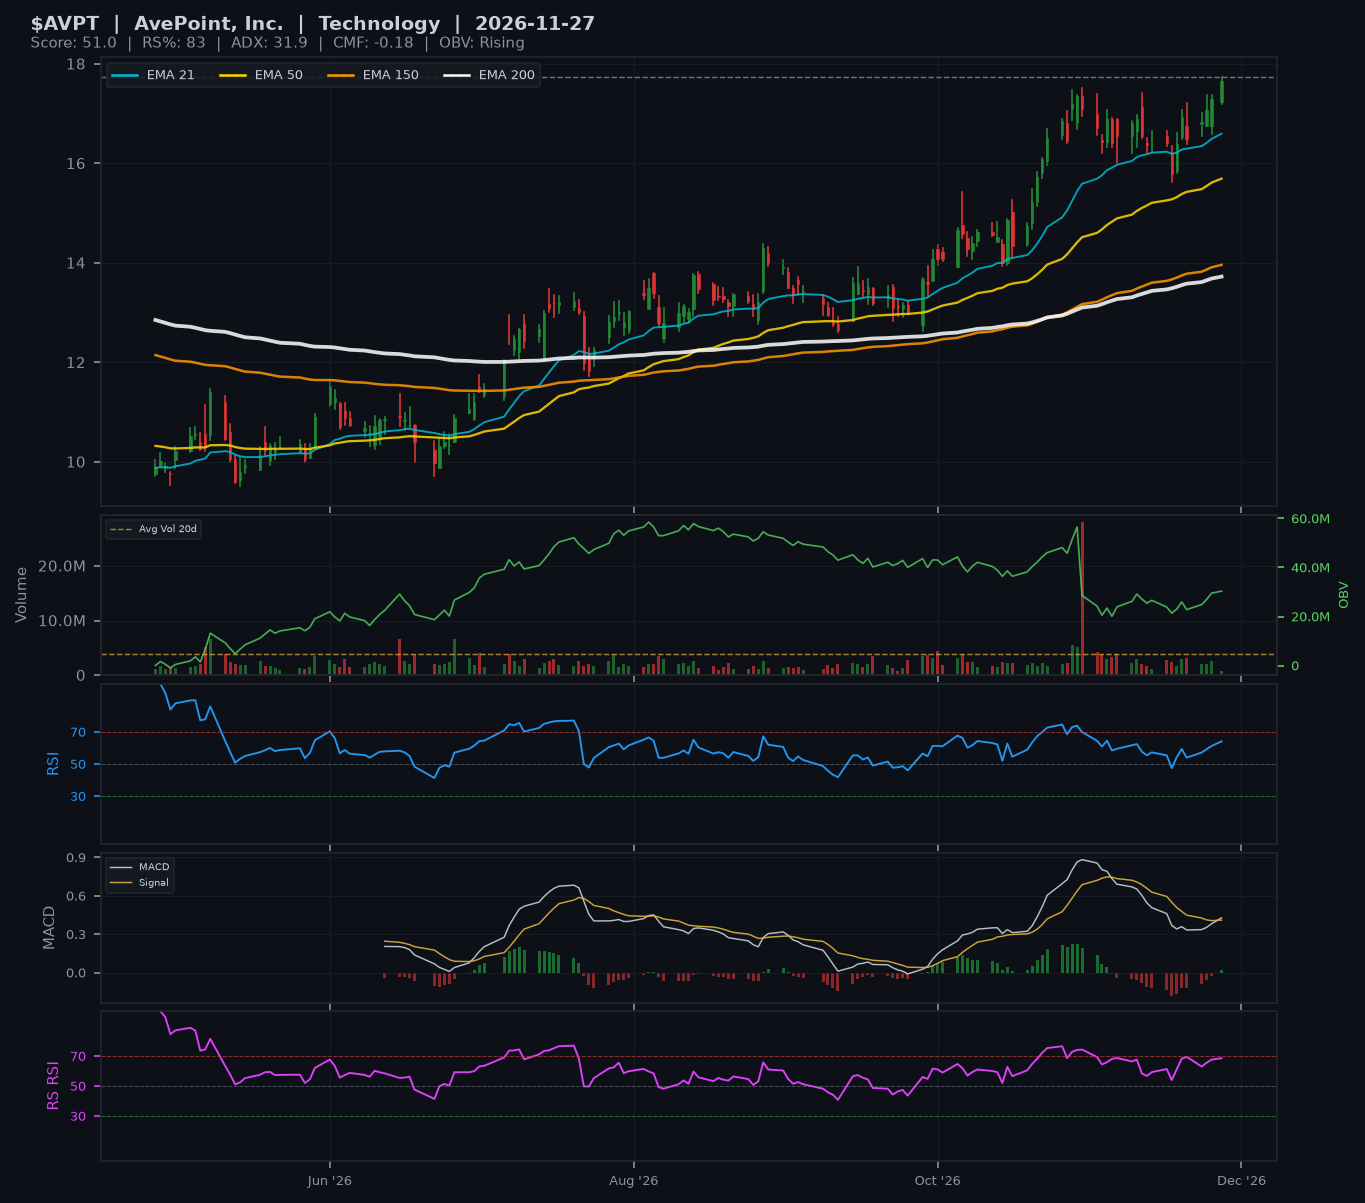 $AVPT | AvePoint, Inc. | Technology | 2026-11-27
Score: 51.0 | RS%: 83 | ADX: 31.9 | CMF: -0.18 | OBV: Rising
EMA 21 EMA 50 EMA 150 EMA 200
18
16
14
12
10
Avg Vol 20d
Volume
20.0M
10.0M
0
60.0M
40.0M
20.0M
0
OBV
RSI
70
50
30
MACD
Signal
MACD
0.9
0.6
0.3
0.0
RS RSI
70
50
30
Jun '26 Aug '26 Oct '26 Dec '26